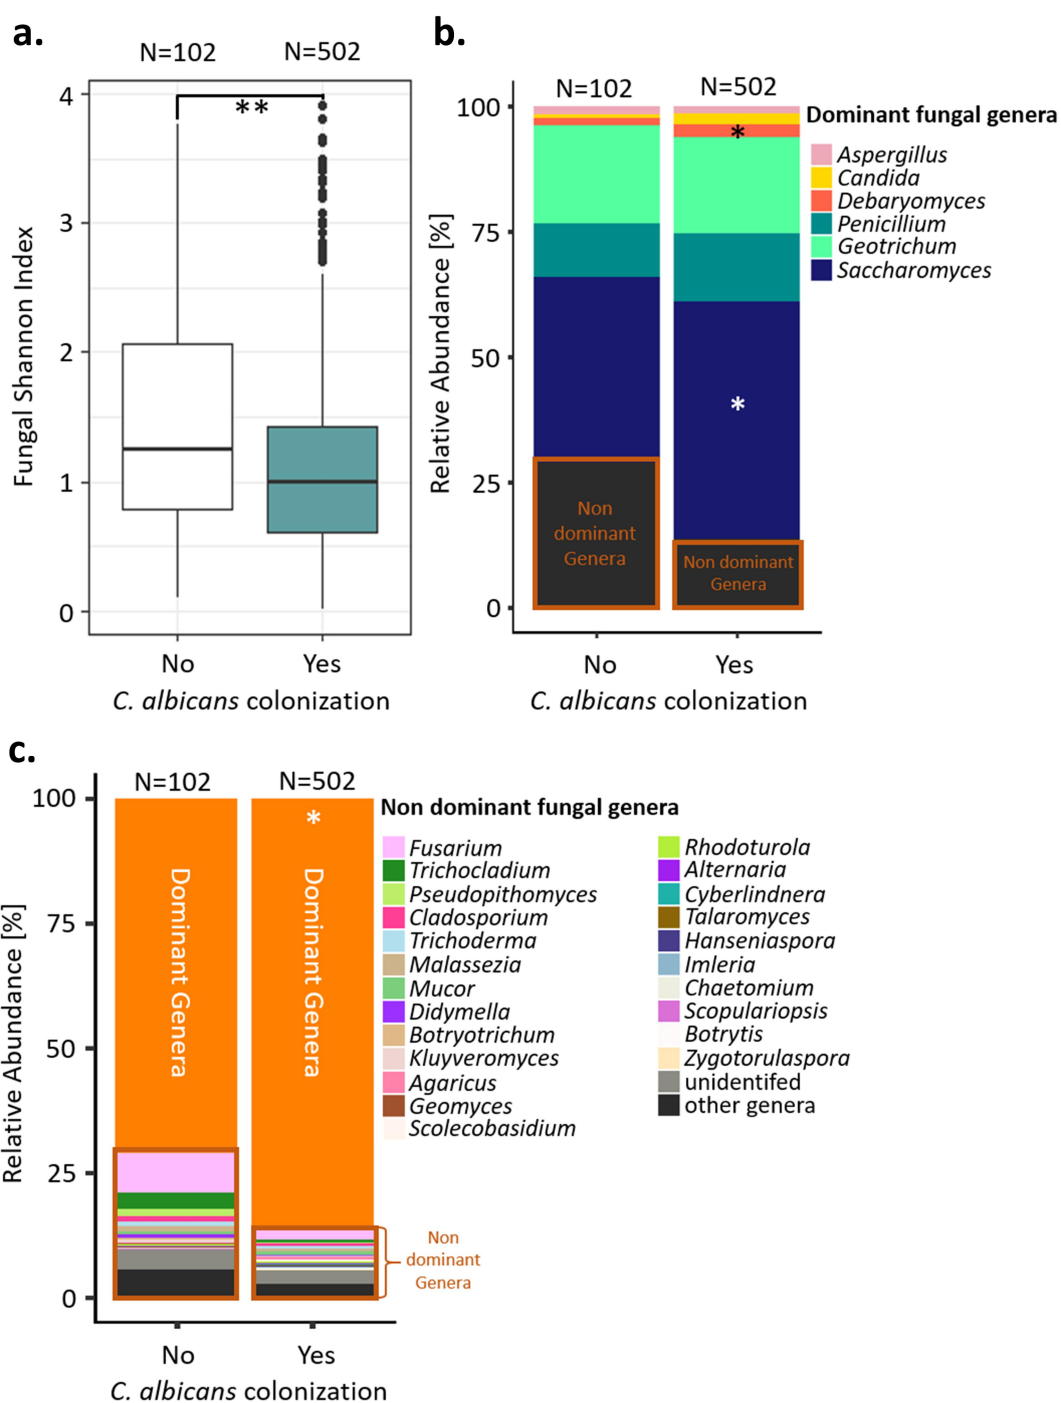 a.
N=102 N=502
**
4
3
2
1
0
Fungal Shannon Index
No Yes
C. albicans colonization
b.
N=102 N=502
100
75
50
25
0
Relative Abundance [%]
*
*
Non
dominant
Genera
Non dominant
Genera
No Yes
C. albicans colonization
Dominant fungal genera
Aspergillus
Candida
Debaryomyces
Penicillium
Geotrichum
Saccharomyces
c.
N=102 N=502
100
75
50
25
0
Relative Abundance [%]
*
Dominant Genera
Dominant Genera
Non
dominant
Genera
No Yes
C. albicans colonization
Non dominant fungal genera
Fusarium
Trichocladium
Pseudopithomyces
Cladosporium
Trichoderma
Malassezia
Mucor
Didymella
Botryotrichum
Kluyveromyces
Agaricus
Geomyces
Scolecobasidium
Rhodoturola
Alternaria
Cyberlindnera
Talaromyces
Hanseniaspora
Imleria
Chaetomium
Scopulariopsis
Botrytis
Zygotorulaspora
unidentifed
other genera